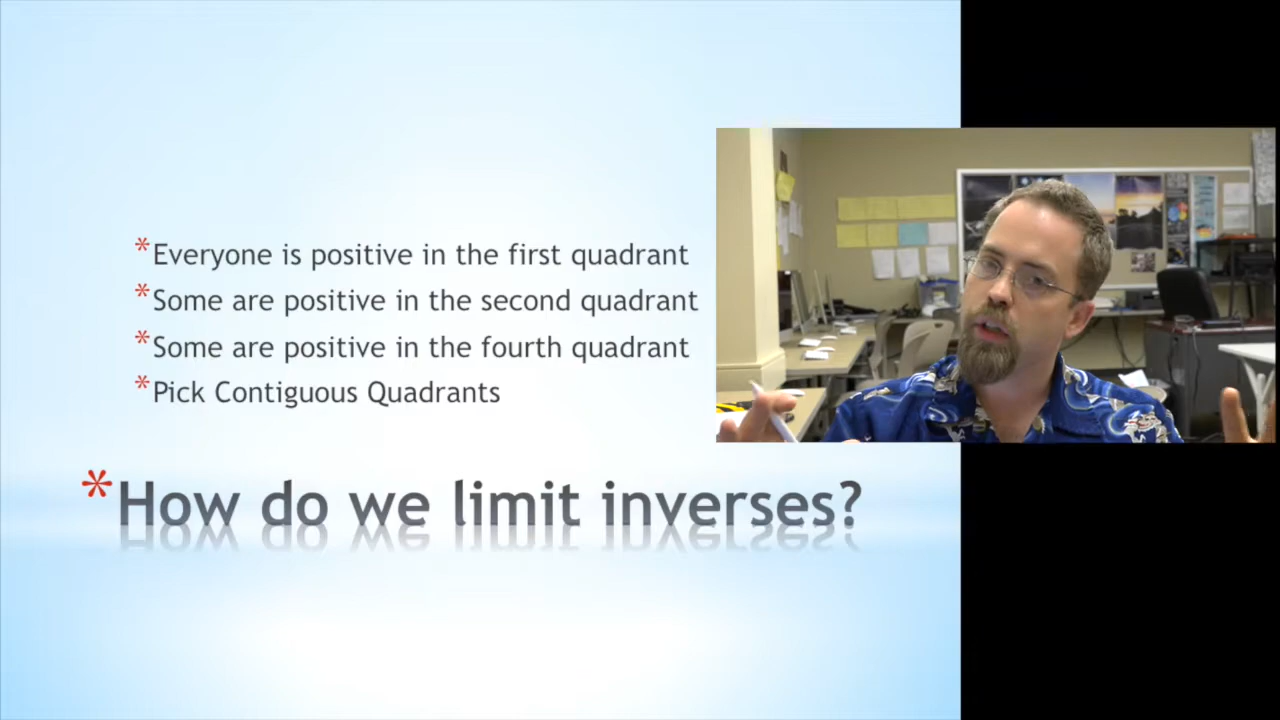 *Everyone is positive in the first quadrant
*Some are positive in the second quadrant
*Some are positive in the fourth quadrant
*Pick Contiguous Quadrants
*How do we limit inverses?